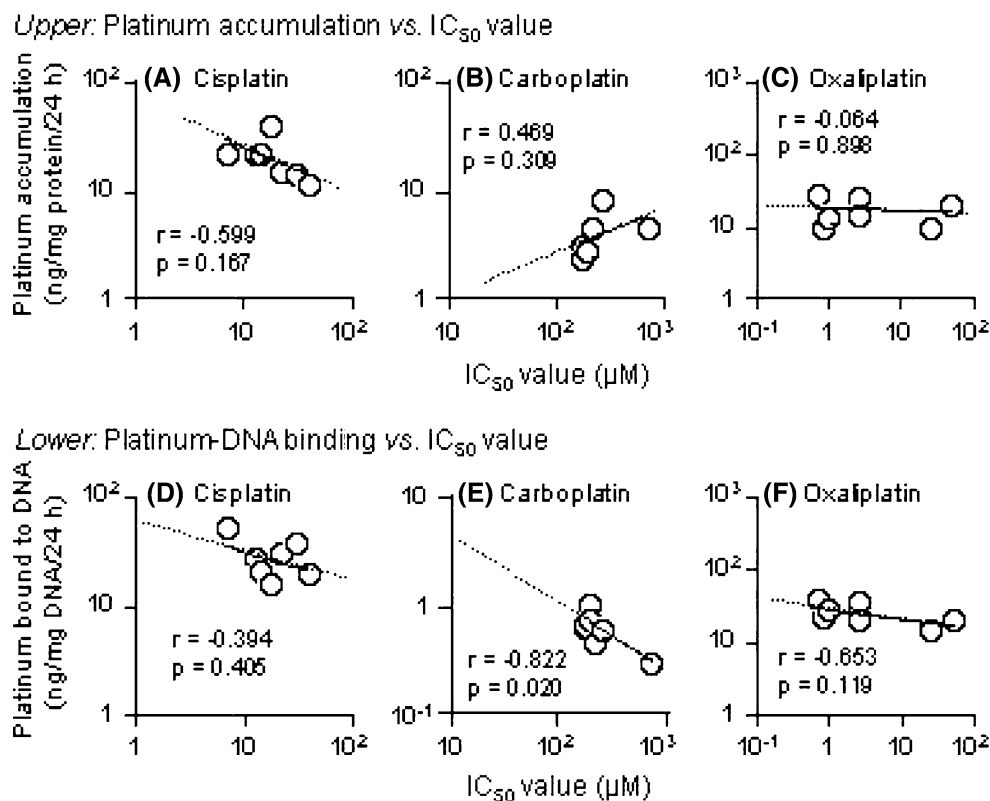 Upper: Platinum accumulation vs. IC50 value
Platinum accumulation
(ng/mg protein/24 h)
(A) Cisplatin
10²
10
1
r = -0.599
p = 0.167
1 10 10²
(B) Carboplatin
10²
10
1
r = 0.469
p = 0.309
10 10² 10³
(C) Oxaliplatin
10³
10²
10
1
r = -0.064
p = 0.898
10⁻¹ 1 10 10²
IC50 value (µM)
Lower: Platinum-DNA binding vs. IC50 value
Platinum bound to DNA
(ng/mg DNA/24 h)
(D) Cisplatin
10²
10
1
r = -0.394
p = 0.405
1 10 10²
(E) Carboplatin
10
1
10⁻¹
r = -0.822
p = 0.020
10 10² 10³
(F) Oxaliplatin
10³
10²
10
1
r = -0.653
p = 0.119
10⁻¹ 1 10 10²
IC50 value (µM)